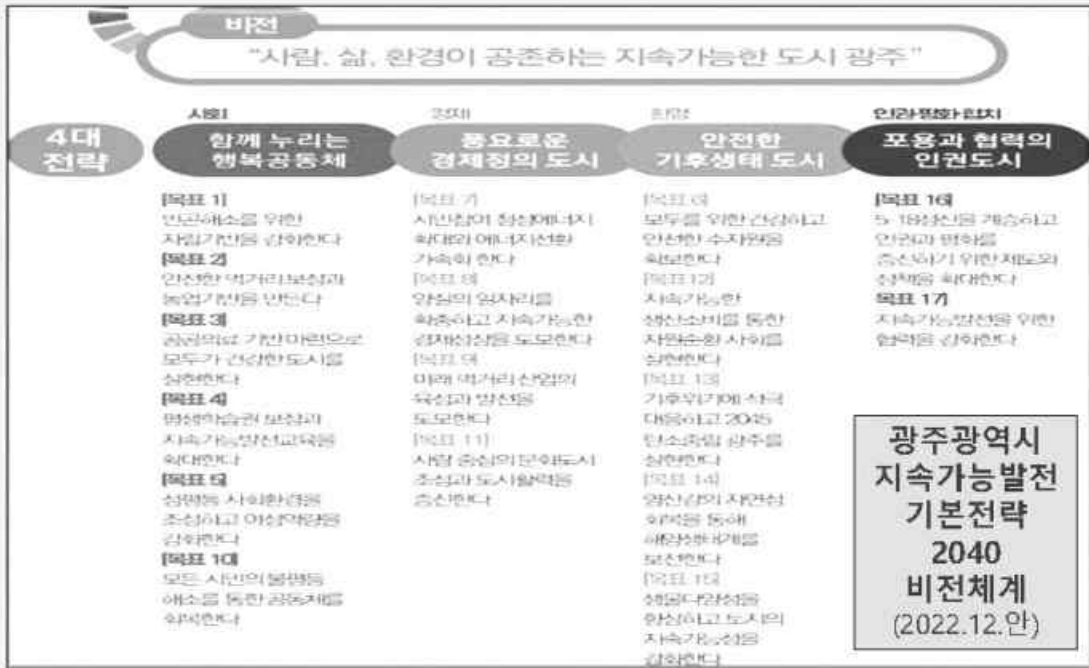 비전
“사람, 삶, 환경이 공존하는 지속가능한 도시 광주”
4대
전략
사회
함께 누리는
행복공동체
[목표 1]
빈곤해소를 위한
자립기반을 강화한다
[목표 2]
안전한 먹거리 보장과
농업기반을 만든다
[목표 3]
공공의료 기반 마련으로
모두가 건강한 도시를
실현한다
[목표 4]
평생학습권 보장과
지속가능발전교육을
확대한다
[목표 5]
성평등 사회환경을
조성하고 여성역량을
강화한다
[목표 10]
모든 시민의 불평등
해소를 통한 공동체를
회복한다
경제
풍요로운
경제정의 도시
[목표 7]
시민참여 청정에너지
확대와 에너지전환
가속화 한다
[목표 8]
양질의 일자리를
확충하고 지속가능한
경제성장을 도모한다
[목표 9]
미래 먹거리 산업의
육성과 발전을
도모한다
[목표 11]
사람 중심의 문화도시
조성과 도시활력을
증진한다
환경
안전한
기후생태 도시
[목표 6]
모두를 위한 건강하고
안전한 수자원을
확보한다
[목표 12]
지속가능한
생산소비를 통한
자원순환 사회를
실현한다
[목표 13]
기후위기에 적극
대응하고 2045
탄소중립 광주를
실현한다
[목표 14]
영산강의 자연성
회복을 통해
해양생태계를
보전한다
[목표 15]
생물다양성을
향상하고 도시의
지속가능성을
강화한다
인권·평화·협치
포용과 협력의
인권도시
[목표 16]
5·18정신을 계승하고
인권과 평화를
증진하기 위한 제도와
정책을 확대한다
[목표 17]
지속가능발전을 위한
협력을 강화한다
광주광역시
지속가능발전
기본전략
2040
비전체계
(2022.12.안)